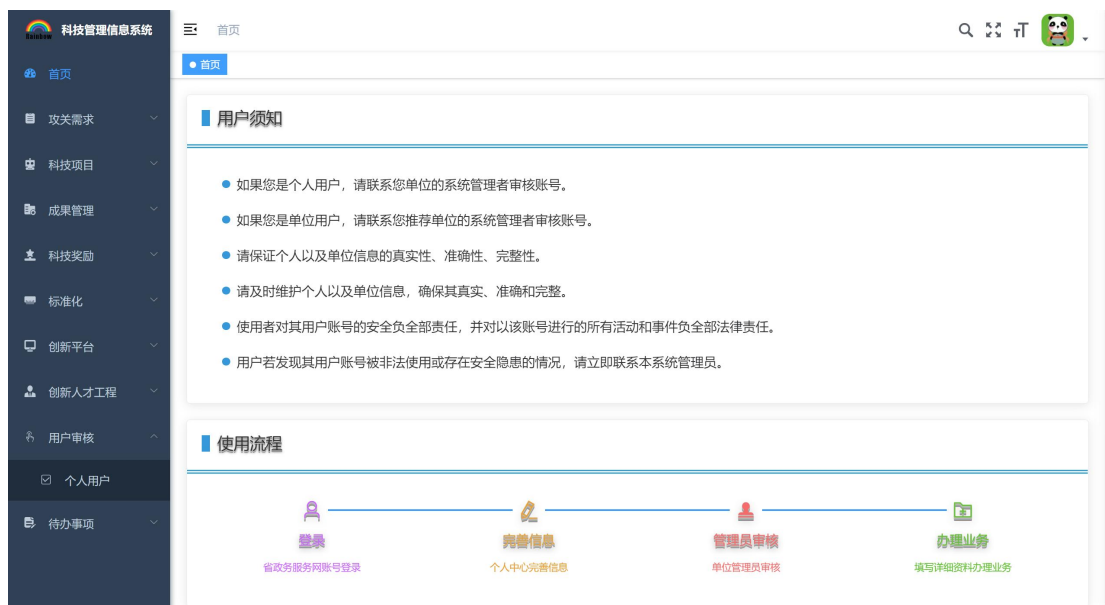 Rainbow
科技管理信息系统
首页
攻关需求
科技项目
成果管理
科技奖励
标准化
创新平台
创新人才工程
用户审核
个人用户
待办事项
首页
tT
首页
用户须知
如果您是个人用户，请联系您单位的系统管理者审核账号。
如果您是单位用户，请联系您推荐单位的系统管理者审核账号。
请保证个人以及单位信息的真实性、准确性、完整性。
请及时维护个人以及单位信息，确保其真实、准确和完整。
使用者对其用户账号的安全负全部责任，并对以该账号进行的所有活动和事件负全部法律责任。
用户若发现其用户账号被非法使用或存在安全隐患的情况，请立即联系本系统管理员。
使用流程
登录
完善信息
管理员审核
办理业务
省政务服务网账号登录
个人中心完善信息
单位管理员审核
填写详细资料办理业务